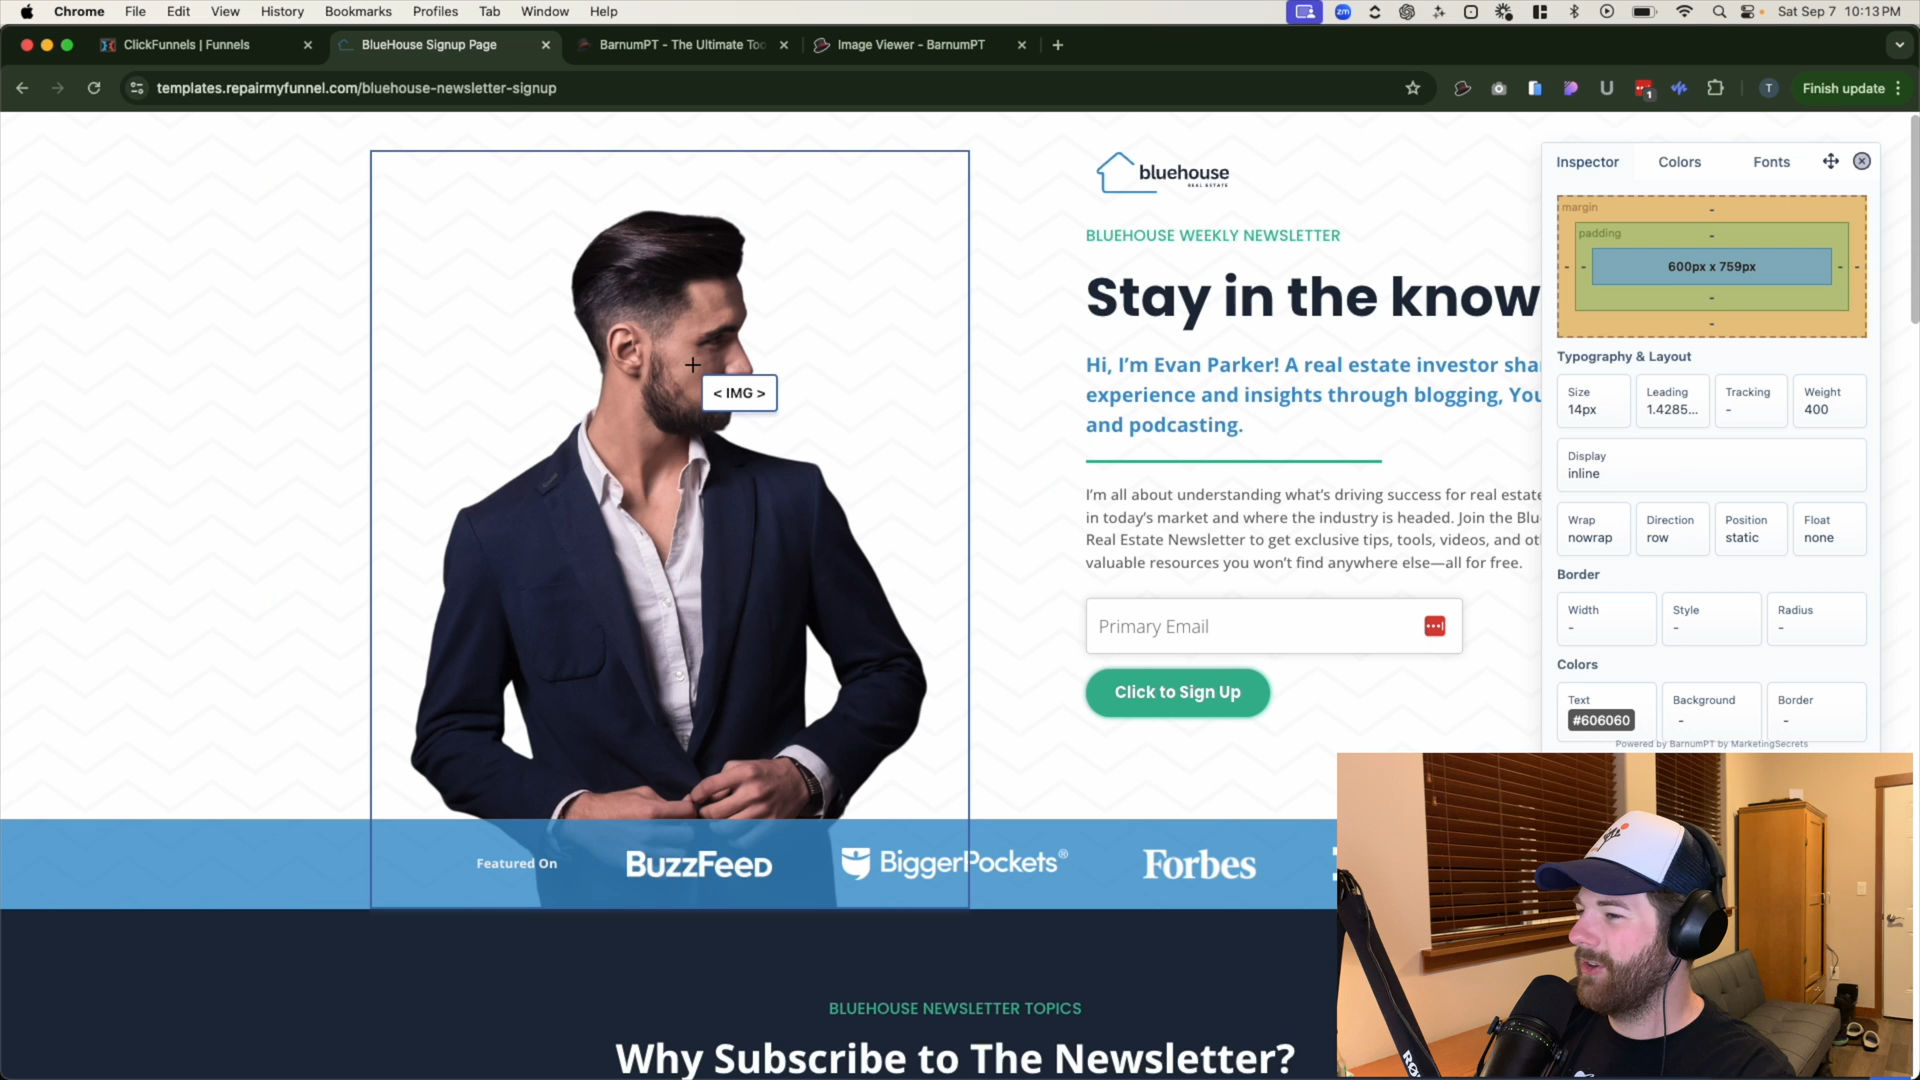 Chrome File Edit View History Bookmarks Profiles Tab Window Help
zm
Sat Sep 7 10:13 PM
ClickFunnels | Funnels
BlueHouse Signup Page
BarnumPT - The Ultimate Too
Image Viewer - BarnumPT
templates.repairmyfunnel.com/bluehouse-newsletter-signup
U
1
T
Finish update
bluehouse
REAL ESTATE
BLUEHOUSE WEEKLY NEWSLETTER
Stay in the know
Hi, I’m Evan Parker! A real estate investor sha
experience and insights through blogging, You
and podcasting.
I’m all about understanding what’s driving success for real estate
in today’s market and where the industry is headed. Join the Blu
Real Estate Newsletter to get exclusive tips, tools, videos, and ot
valuable resources you won’t find anywhere else—all for free.
Primary Email
Click to Sign Up
< IMG >
Featured On
BuzzFeed
BiggerPockets®
Forbes
BLUEHOUSE NEWSLETTER TOPICS
Why Subscribe to The Newsletter?
Inspector Colors Fonts
margin
-
padding
-
- - 600px x 759px - -
-
-
Typography & Layout
Size Leading Tracking Weight
14px 1.4285... - 400
Display
inline
Wrap Direction Position Float
nowrap row static none
Border
Width Style Radius
- - -
Colors
Text Background Border
#606060 - -
Powered by BarnumPT by MarketingSecrets